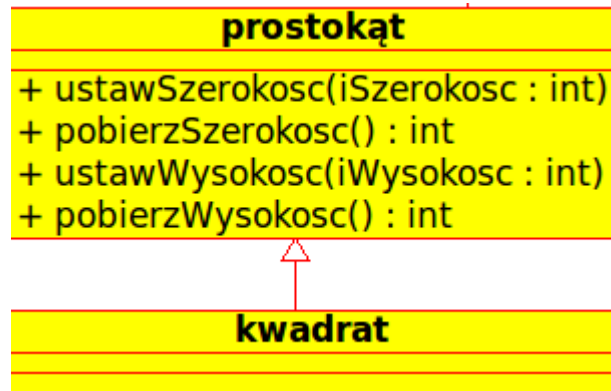 prostokąt
+ ustawSzerokosc(iSzerokosc : int)
+ pobierzSzerokosc() : int
+ ustawWysokosc(iWysokosc : int)
+ pobierzWysokosc() : int
kwadrat